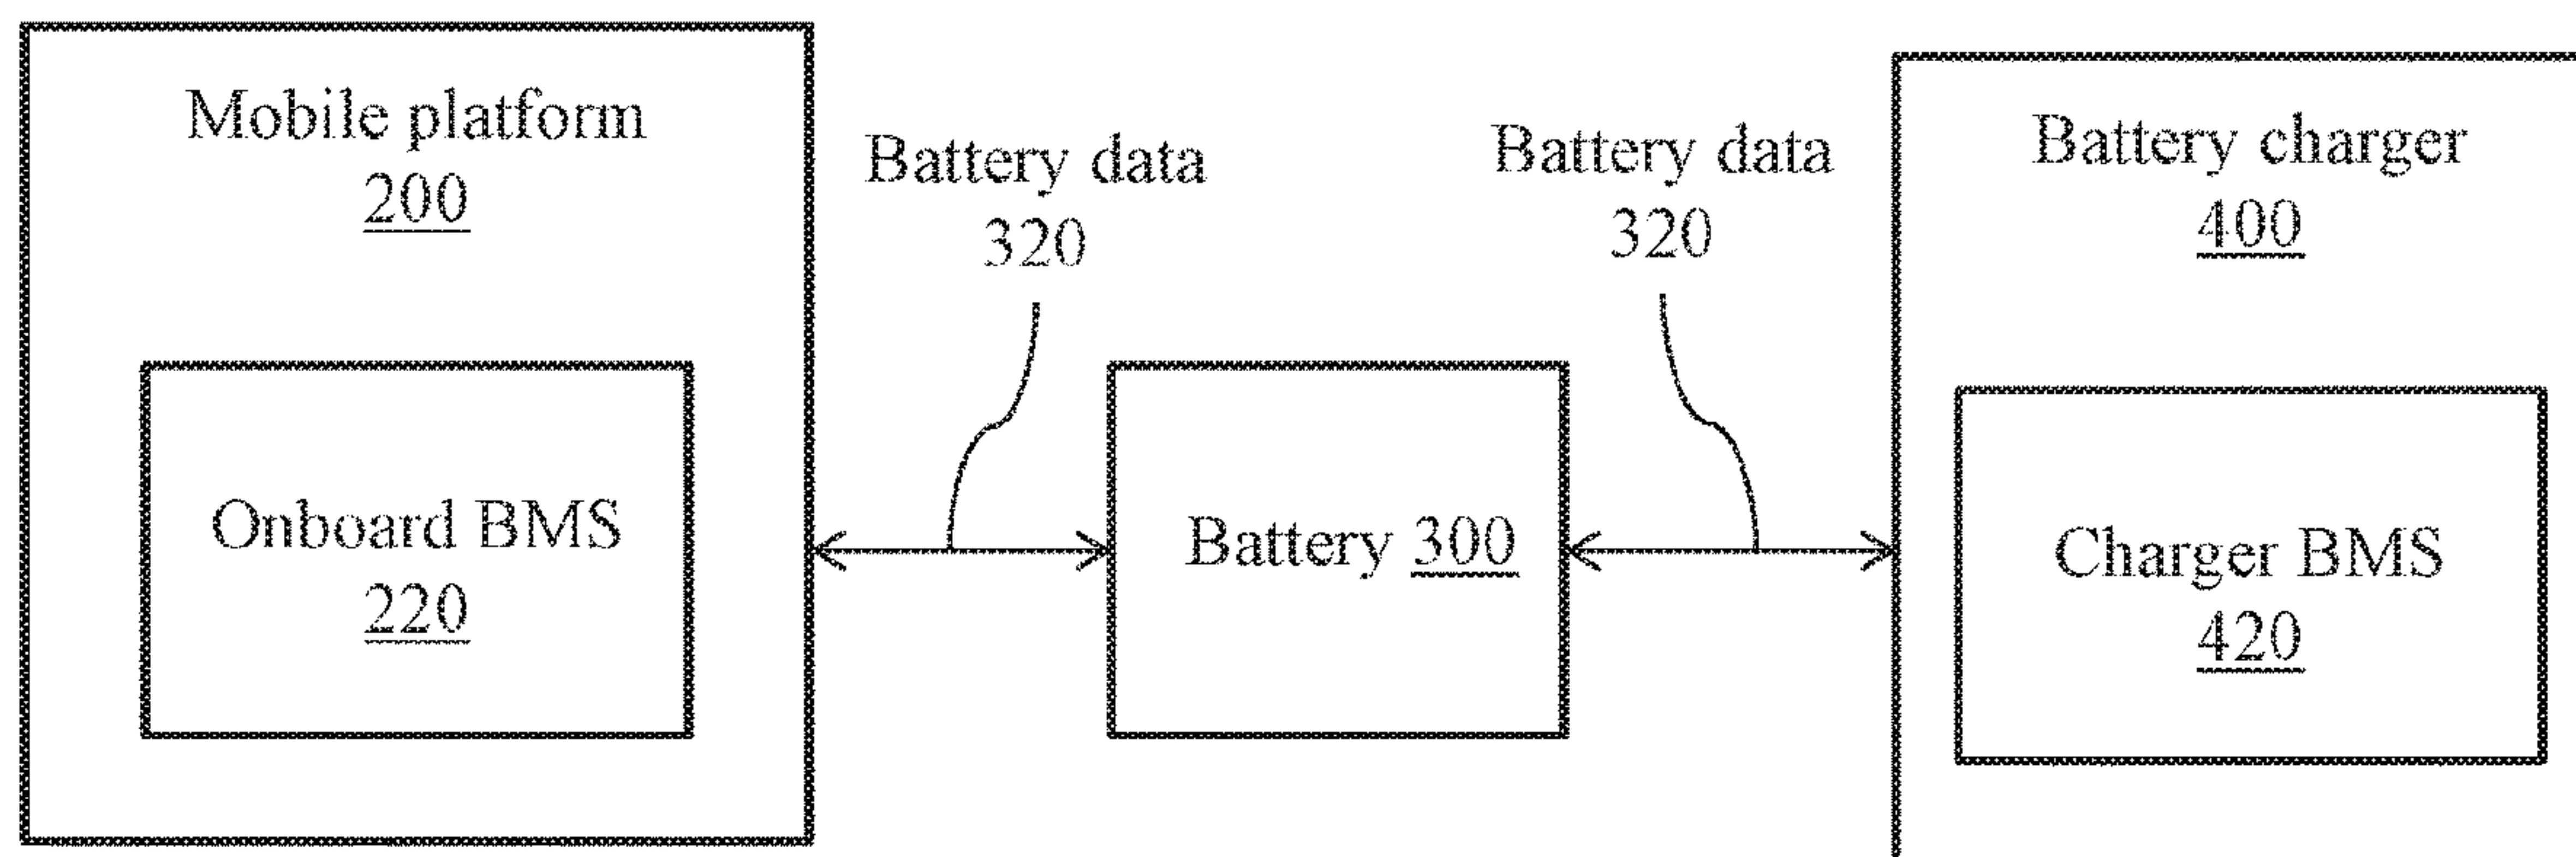 Mobile platform
200
Battery data
320
Battery data
320
Battery charger
400
Onboard BMS
220
Battery 300
Charger BMS
420